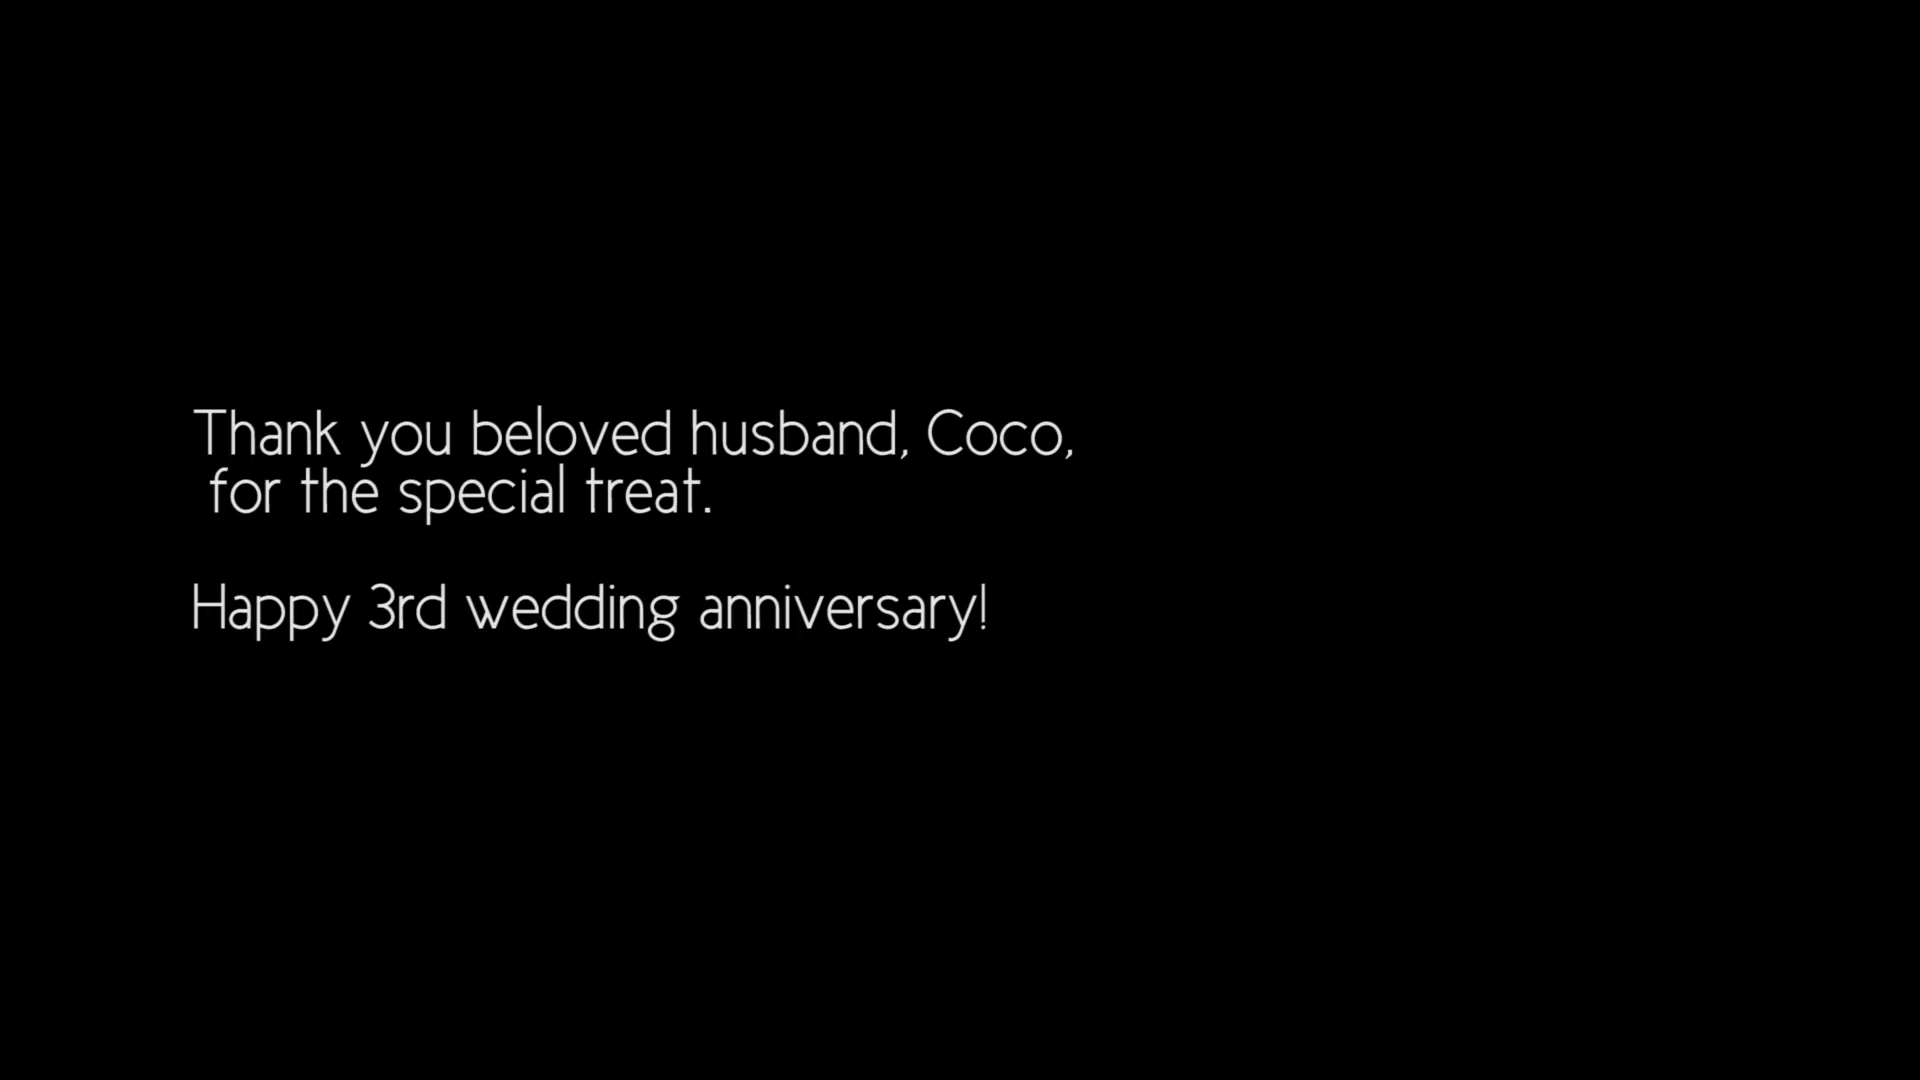 Thank you beloved husband, Coco,
for the special treat.
Happy 3rd wedding anniversary!